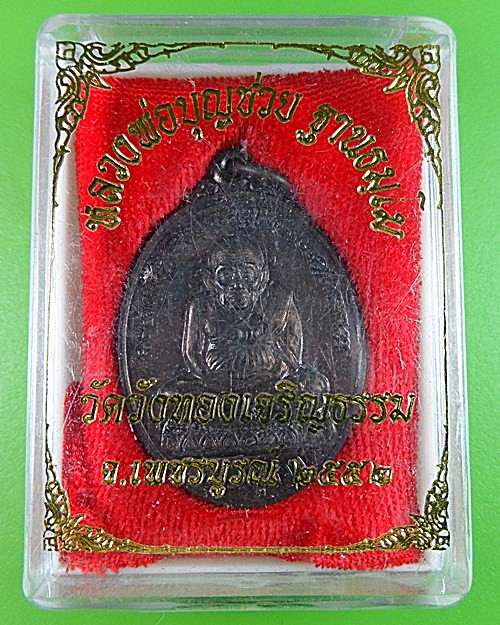 หลวงพ่อบุญช่วย ฐานธมฺโม
วัดวังทองเจริญธรรม
จ.เพชรบูรณ์ ๒๕๕๒